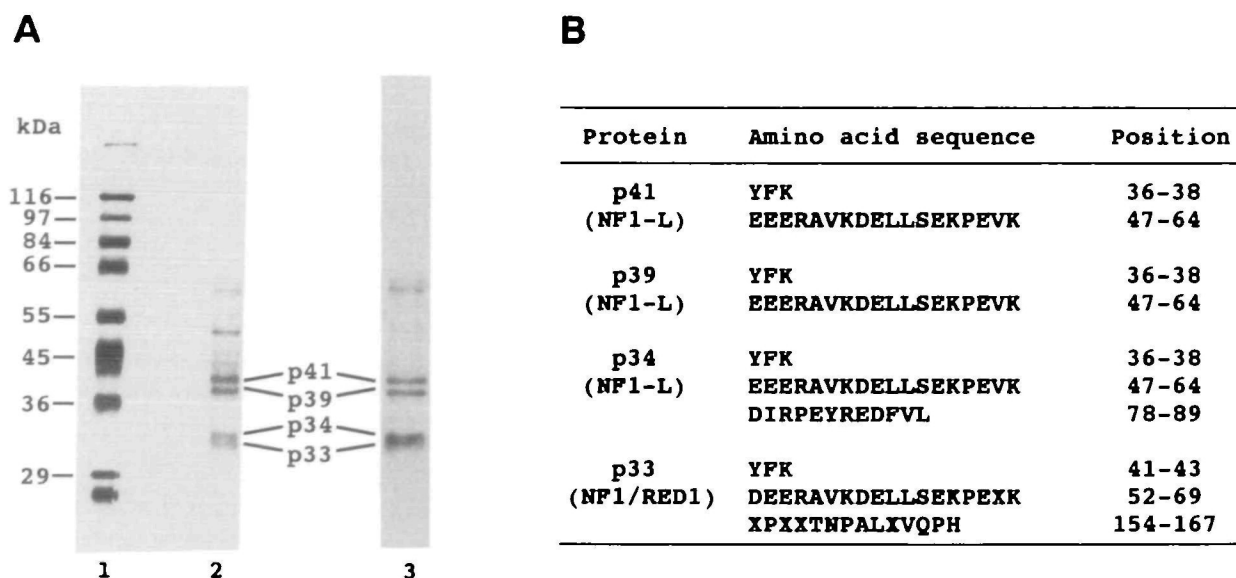 A
kDa
116
97
84
66
55
45
36
29
p41
p39
p34
p33
1 2 3
B
Protein Amino acid sequence Position
p41 YFK 36-38
(NF1-L) EEERAVKDELLSEKPEVK 47-64
p39 YFK 36-38
(NF1-L) EEERAVKDELLSEKPEVK 47-64
p34 YFK 36-38
(NF1-L) EEERAVKDELLSEKPEVK 47-64
DIRPEYREDFVL 78-89
p33 YFK 41-43
(NF1/RED1) DEERAVKDELLSEKPEXK 52-69
XPXXTNPALXVQPH 154-167